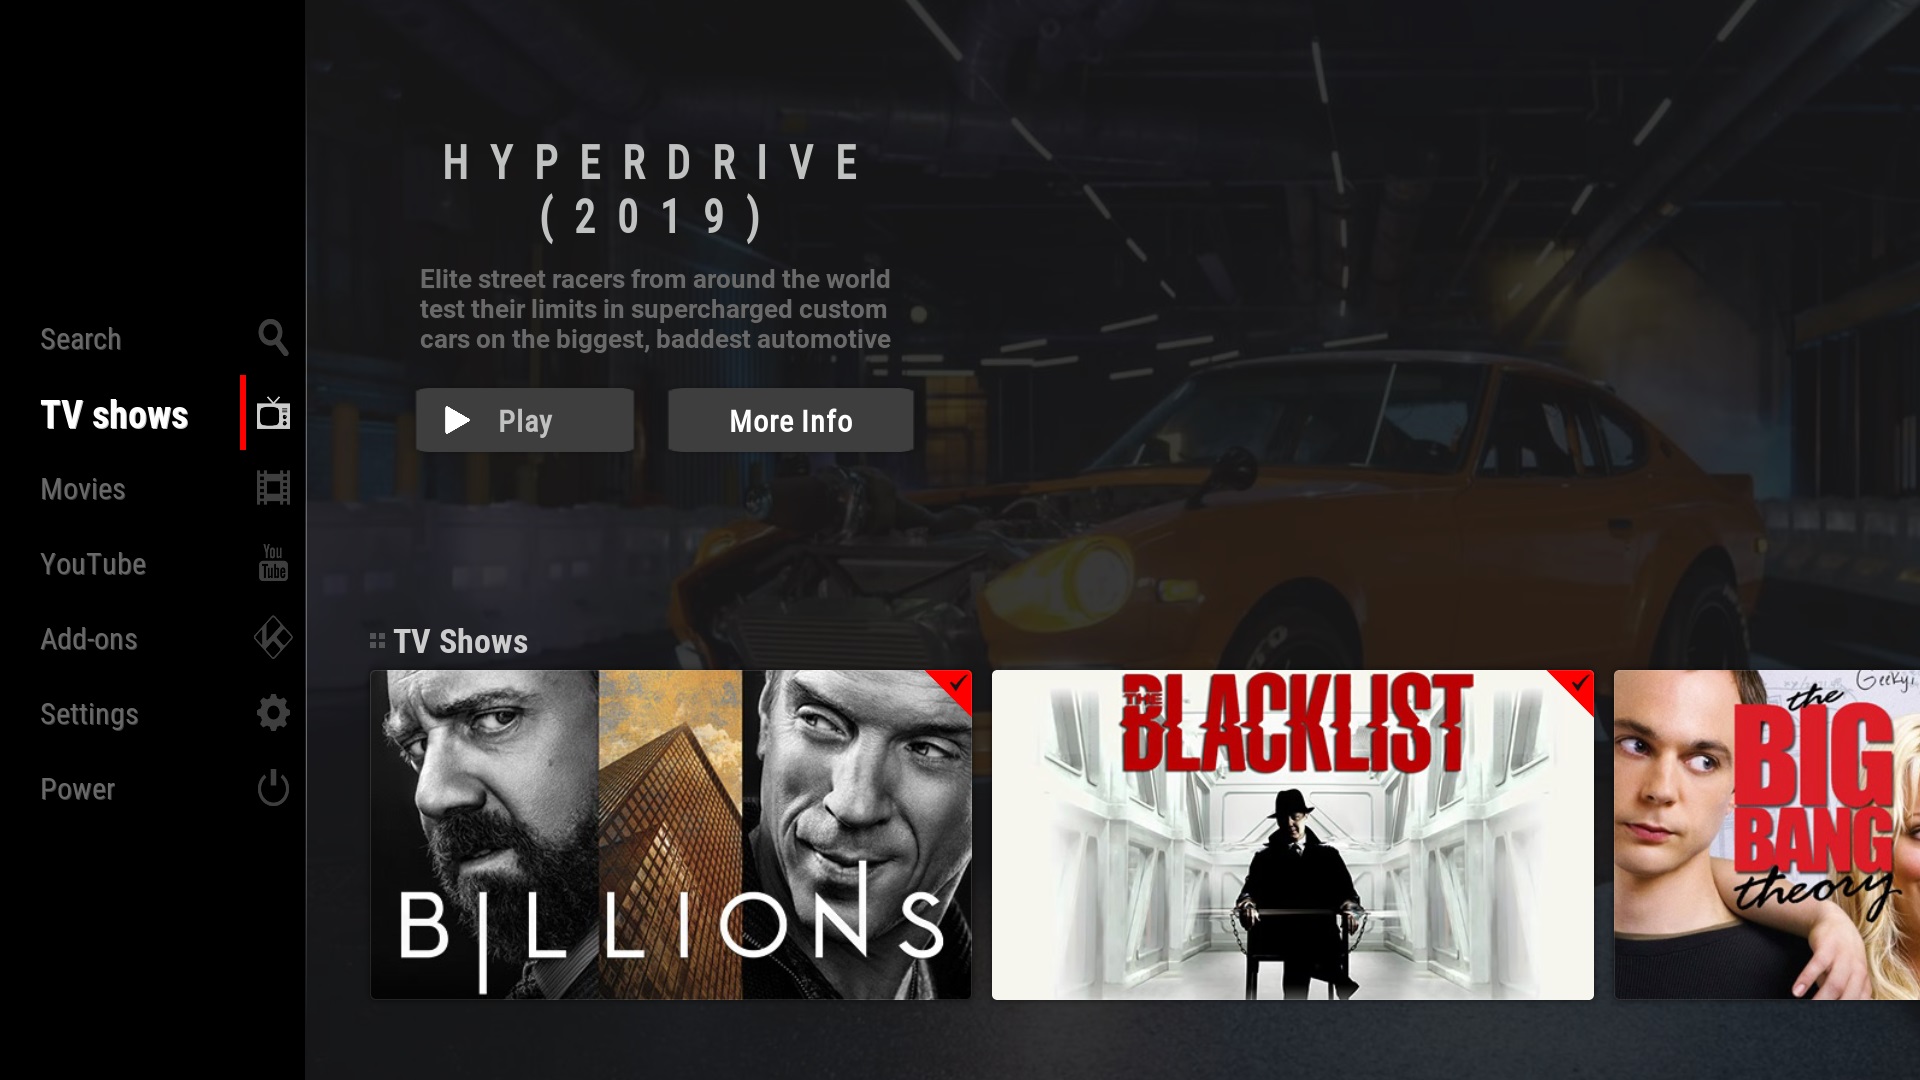 Search
TV shows
Movies
YouTube
You
Tube
Add-ons
Settings
Power
HYPERDRIVE
(2019)
Elite street racers from around the world
test their limits in supercharged custom
cars on the biggest, baddest automotive
Play
More Info
TV Shows
BILLIONS
THE
BLACKLIST
the
BIG
BANG
theory